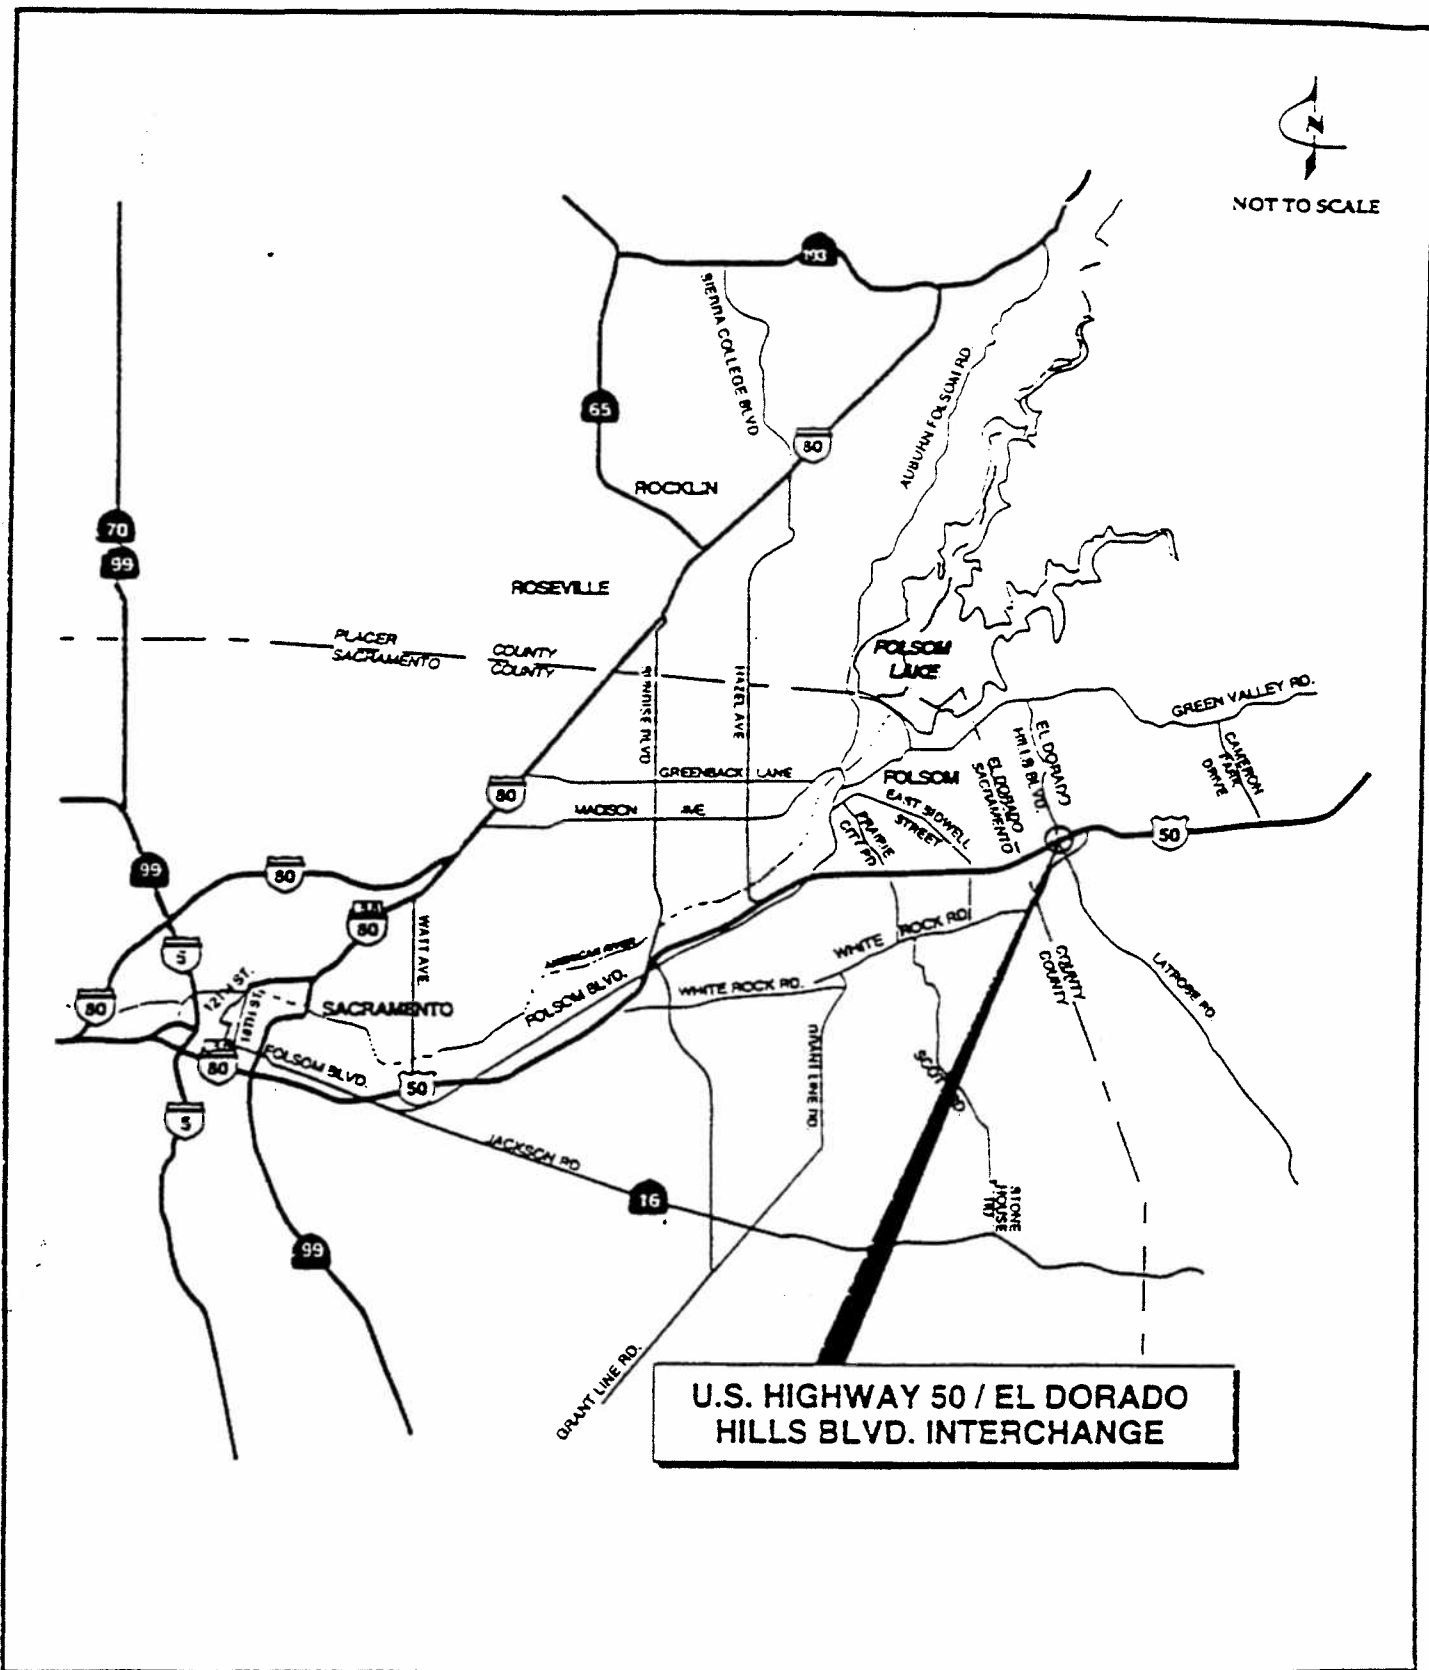 N
NOT TO SCALE
193
SIERRA COLLEGE BLVD
65
80
AUBURN FOLSOM RD
ROCKLIN
70
99
ROSEVILLE
PLACER COUNTY
SACRAMENTO COUNTY
FOLSOM
LAKE
SUNRISE BLVD
HAZEL AVE
GREEN VALLEY RD.
EL DORADO
HILLS BLVD.
CAMERON
PARK
DRIVE
GREENBACK LANE
FOLSOM
80
MADISON AVE
EAST BIDWELL
STREET
PRAIRIE
CITY RD
EL DORADO
SACRAMENTO
50
99
80
80
WATT AVE
5
AMERICAN RIVER
WHITE ROCK RD.
COUNTY
COUNTY
LATROBE RD.
80
12TH ST.
16TH ST.
SACRAMENTO
FOLSOM BLVD.
WHITE ROCK RD.
FOLSOM BLVD.
80
50
GRANT LINE RD.
SCOTT RD
5
JACKSON RD
16
STONE
HOUSE
RD
99
GRANT LINE RD.
U.S. HIGHWAY 50 / EL DORADO
HILLS BLVD. INTERCHANGE